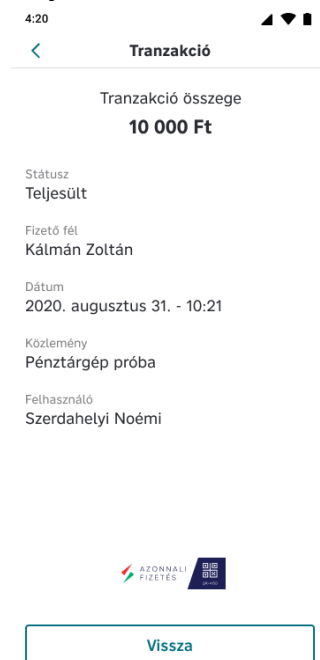 4:20
Tranzakció
Tranzakció összege
10 000 Ft
Státusz
Teljesült
Fizető fél
Kálmán Zoltán
Dátum
2020. augusztus 31. - 10:21
Közlemény
Pénztárgép próba
Felhasználó
Szerdahelyi Noémi
AZONNALI
FIZETÉS
Vissza